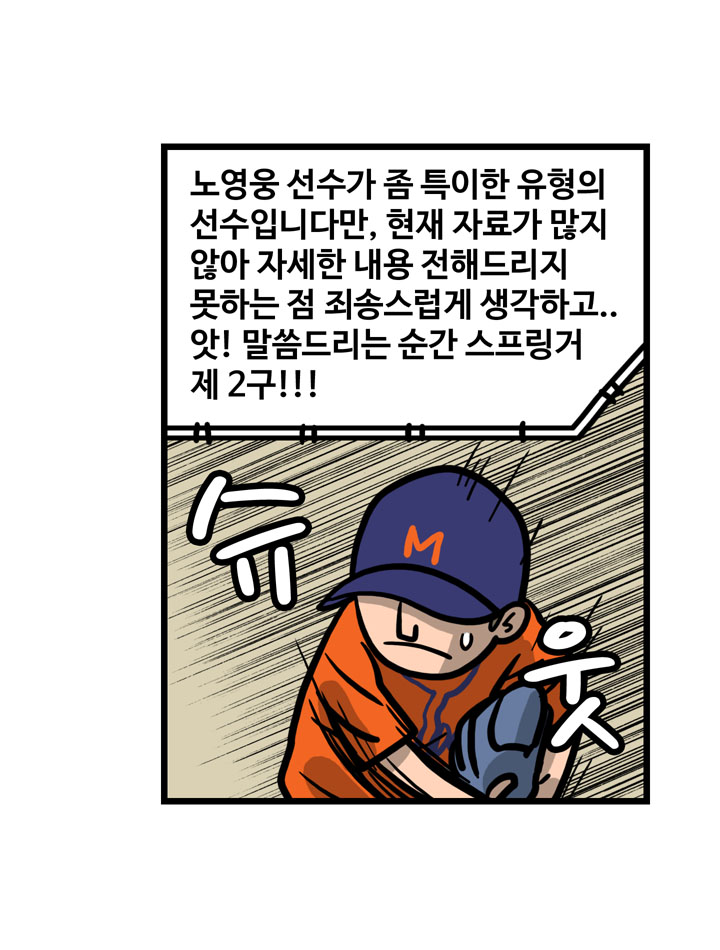 노영웅 선수가 좀 특이한 유형의
선수입니다만, 현재 자료가 많지
않아 자세한 내용 전해드리지
못하는 점 죄송스럽게 생각하고..
앗! 말씀드리는 순간 스프링거
제 2구!!!
슈
M
웃